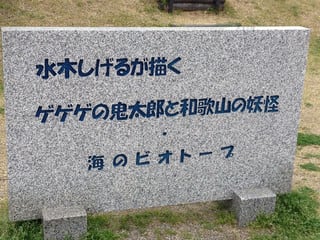 水木しげるが描く
ゲゲゲの鬼太郎と和歌山の妖怪
・
海のビオトープ